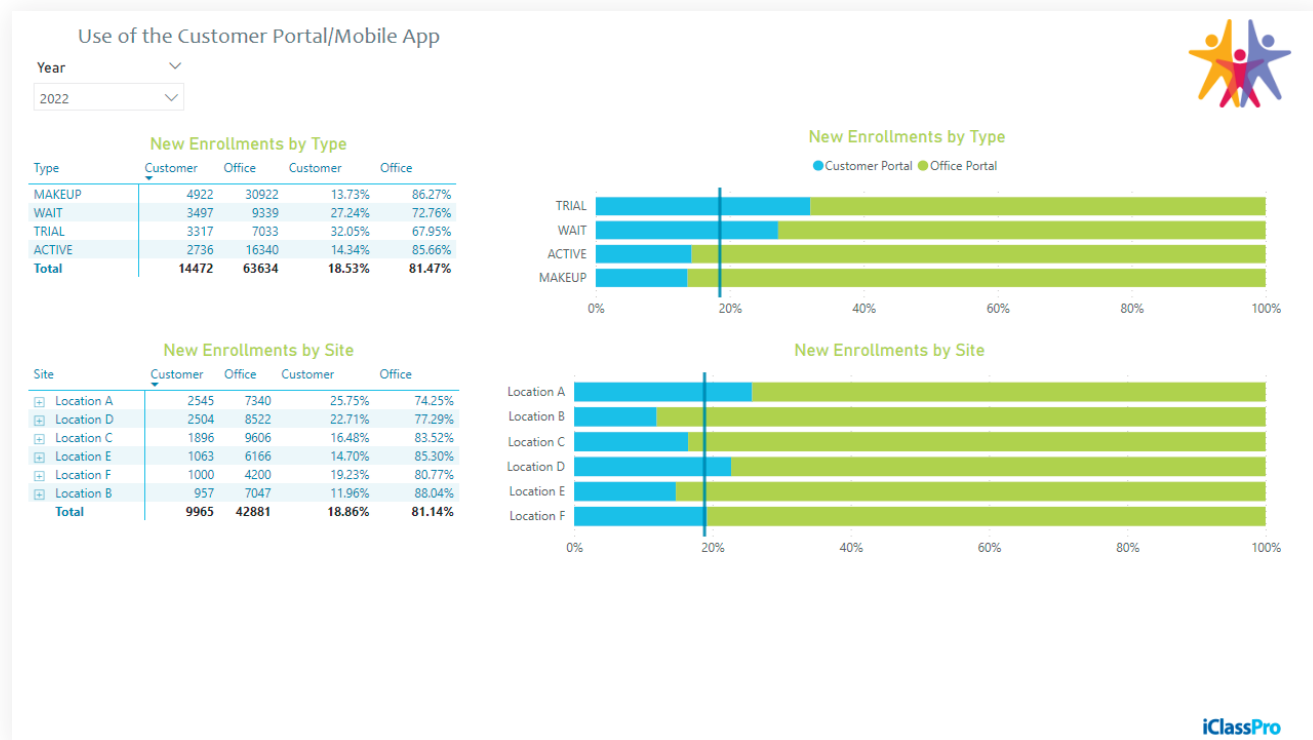 Use of the Customer Portal/Mobile App
Year
2022
New Enrollments by Type
Type Customer Office Customer Office
MAKEUP 4922 30922 13.73% 86.27%
WAIT 3497 9339 27.24% 72.76%
TRIAL 3317 7033 32.05% 67.95%
ACTIVE 2736 16340 14.34% 85.66%
Total 14472 63634 18.53% 81.47%
New Enrollments by Type
Customer Portal Office Portal
TRIAL
WAIT
ACTIVE
MAKEUP
0% 20% 40% 60% 80% 100%
New Enrollments by Site
Site Customer Office Customer Office
Location A 2545 7340 25.75% 74.25%
Location D 2504 8522 22.71% 77.29%
Location C 1896 9606 16.48% 83.52%
Location E 1063 6166 14.70% 85.30%
Location F 1000 4200 19.23% 80.77%
Location B 957 7047 11.96% 88.04%
Total 9965 42881 18.86% 81.14%
New Enrollments by Site
Location A
Location B
Location C
Location D
Location E
Location F
0% 20% 40% 60% 80% 100%
iClassPro